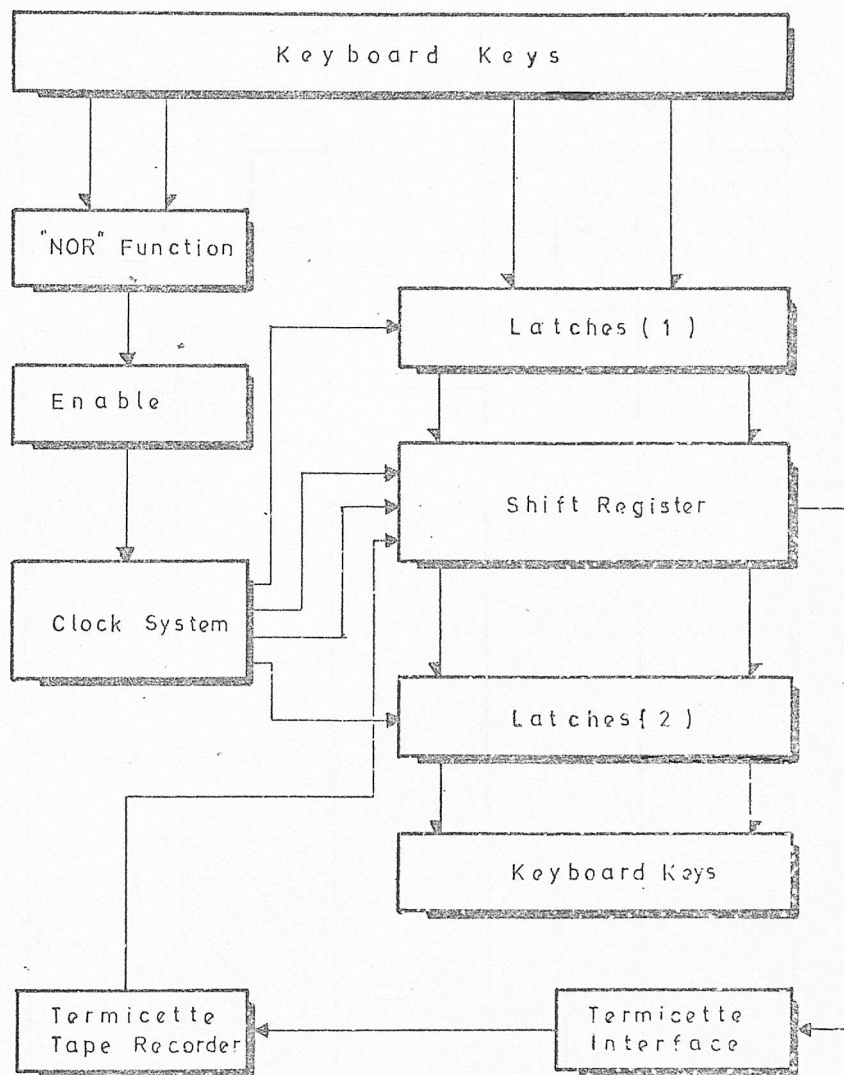 Keyboard Keys
"NOR" Function
Latches (1)
Enable
Shift Register
Clock System
Latches (2)
Keyboard Keys
Termicette
Tape Recorder
Termicette
Interface